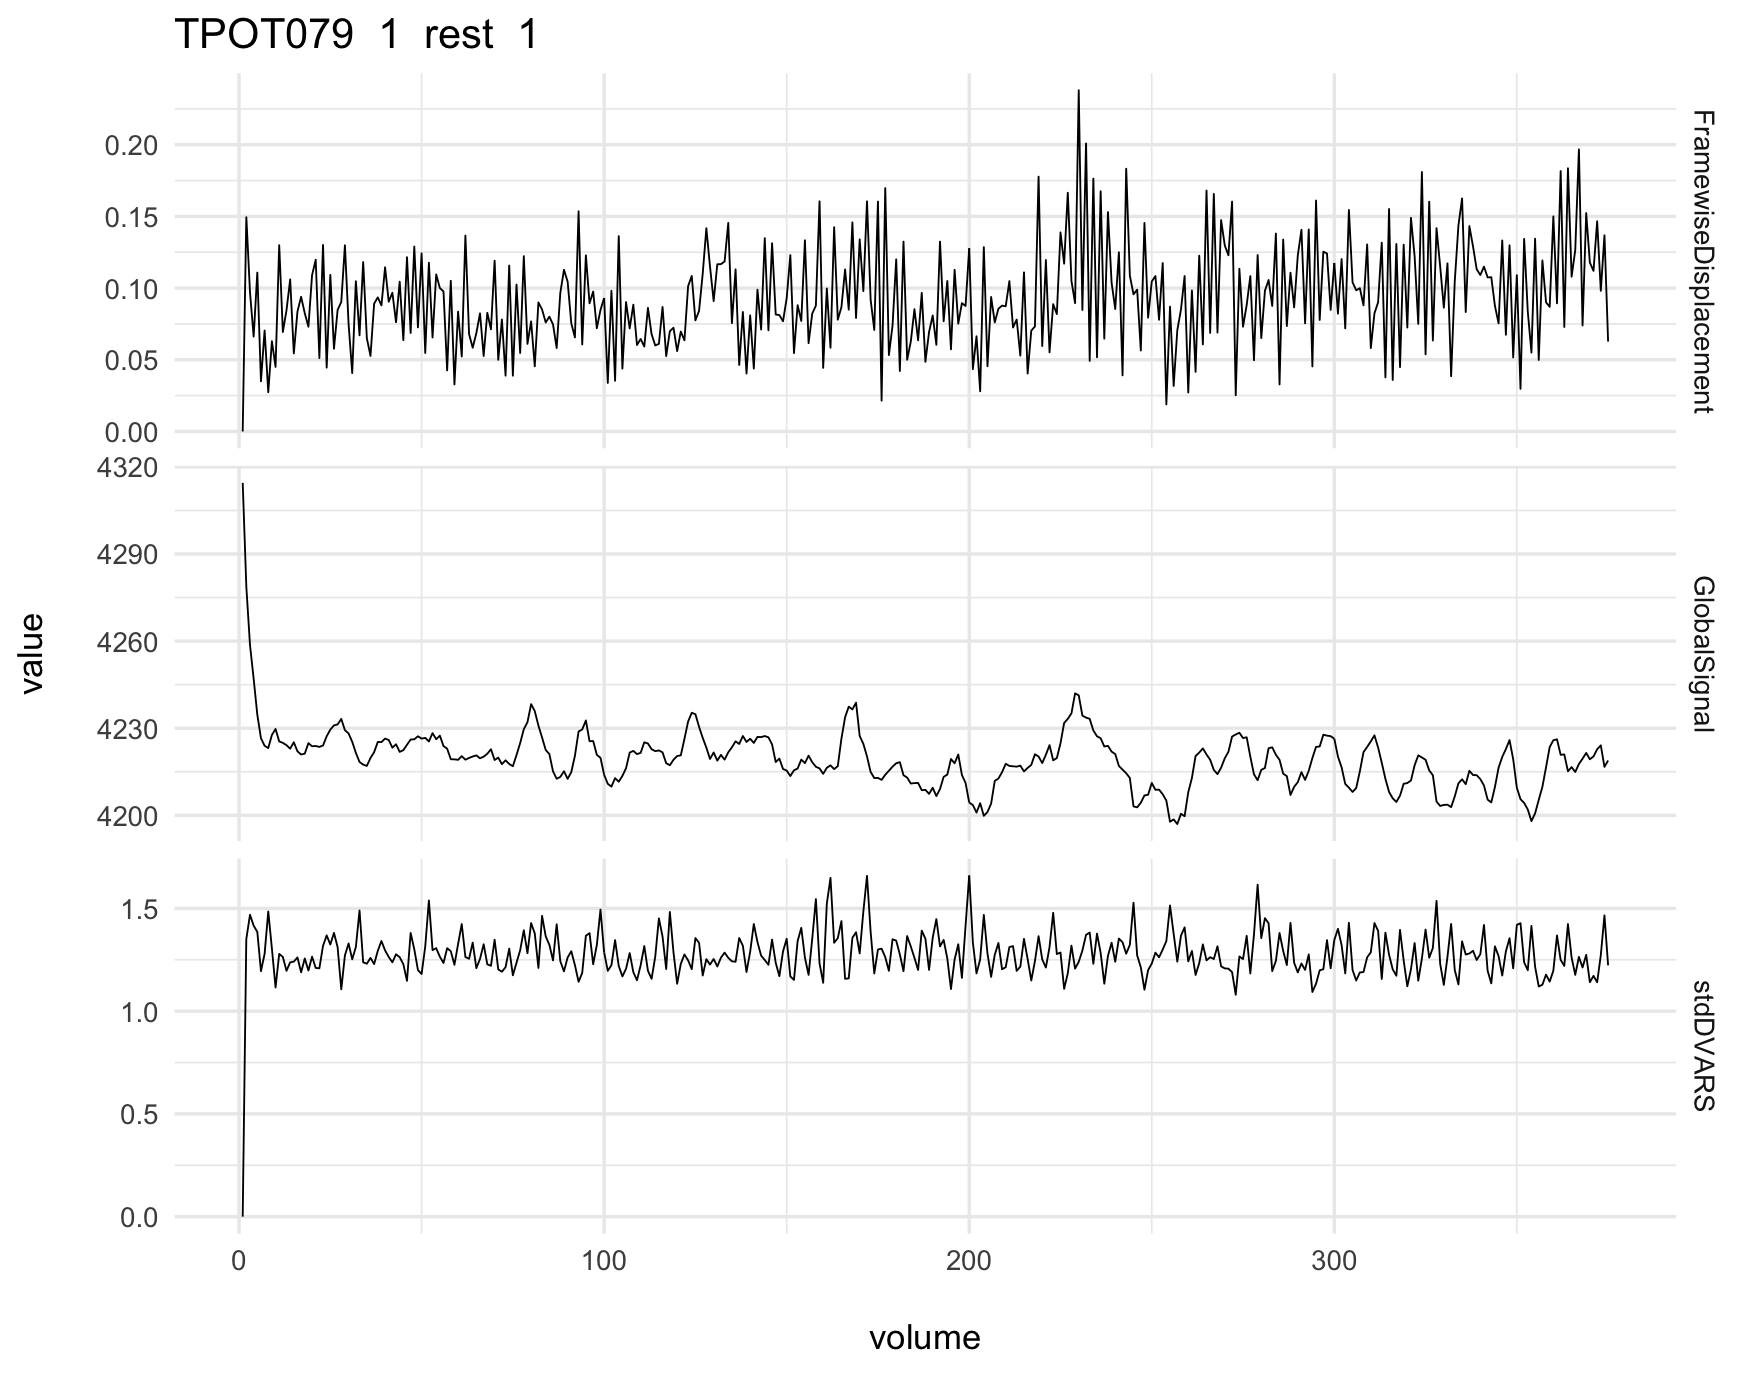 TPOT079 1 rest 1
0.20
0.15
0.10
0.05
0.00
FramewiseDisplacement
4320
4290
4260
4230
4200
GlobalSignal
value
1.5
1.0
0.5
0.0
stdDVARS
0 100 200 300
volume